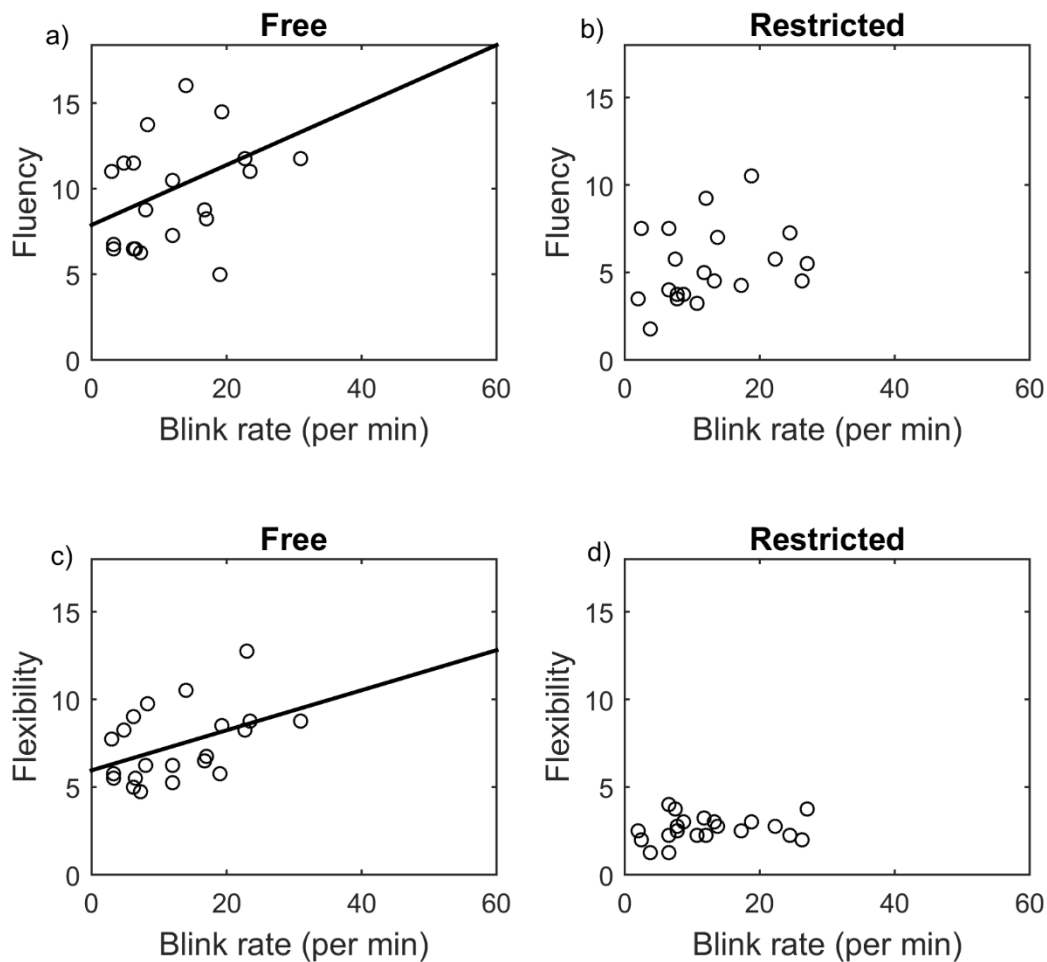 a)
Free
Fluency
15
10
5
0
0 20 40 60
Blink rate (per min)
b)
Restricted
Fluency
15
10
5
0
0 20 40 60
Blink rate (per min)
c)
Free
Flexibility
15
10
5
0
0 20 40 60
Blink rate (per min)
d)
Restricted
Flexibility
15
10
5
0
0 20 40 60
Blink rate (per min)